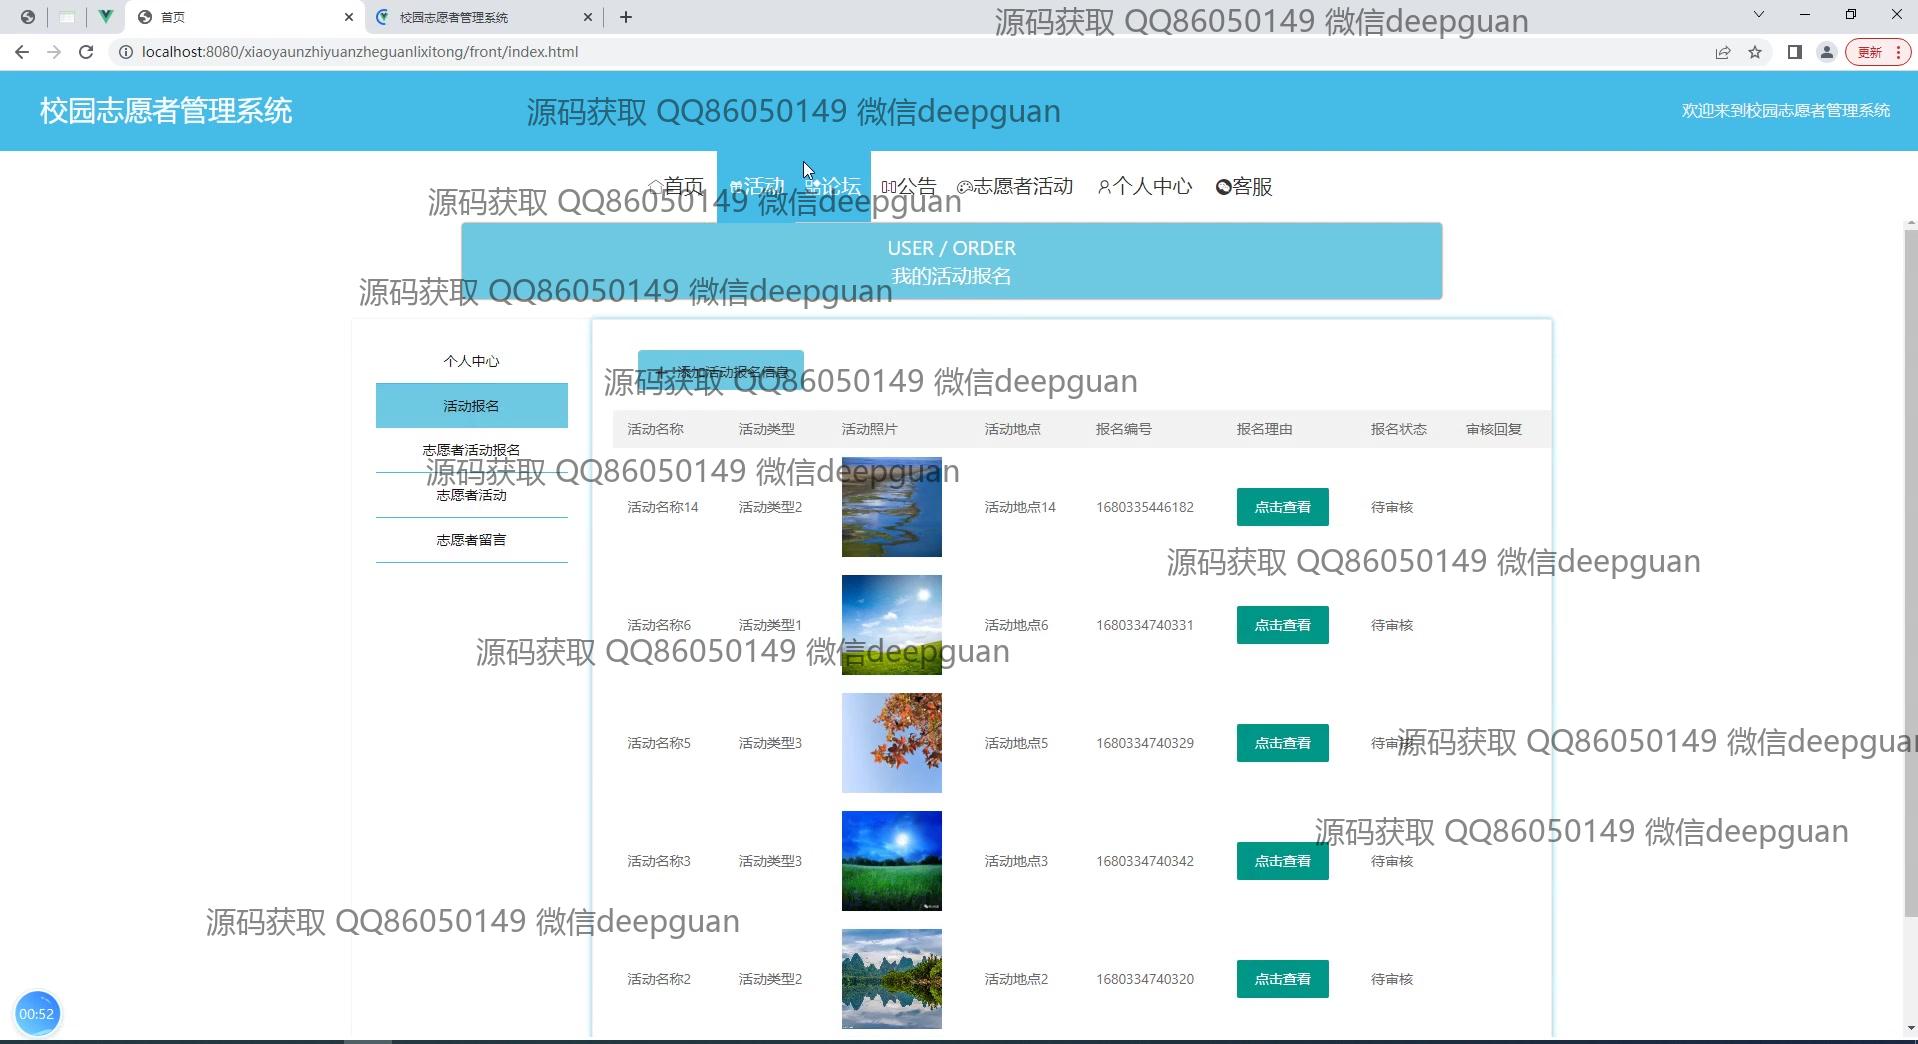 首页
校园志愿者管理系统
源码获取 QQ86050149 微信deepguan
localhost:8080/xiaoyaunzhiyuanzheguanlixitong/front/index.html
更新
校园志愿者管理系统
源码获取 QQ86050149 微信deepguan
欢迎来到校园志愿者管理系统
首页 活动 论坛 公告 志愿者活动 个人中心 客服
源码获取 QQ86050149 微信deepguan
USER / ORDER
我的活动报名
源码获取 QQ86050149 微信deepguan
个人中心
活动报名
志愿者活动报名
志愿者活动
志愿者留言
添加活动报名信息
源码获取 QQ86050149 微信deepguan
活动名称 活动类型 活动照片 活动地点 报名编号 报名理由 报名状态 审核回复
源码获取 QQ86050149 微信deepguan
活动名称14 活动类型2 活动地点14 1680335446182 点击查看 待审核
源码获取 QQ86050149 微信deepguan
活动名称6 活动类型1 活动地点6 1680334740331 点击查看 待审核
源码获取 QQ86050149 微信deepguan
活动名称5 活动类型3 活动地点5 1680334740329 点击查看 待审核
源码获取 QQ86050149 微信deepguan
源码获取 QQ86050149 微信deepguan
活动名称3 活动类型3 活动地点3 1680334740342 点击查看 待审核
源码获取 QQ86050149 微信deepguan
活动名称2 活动类型2 活动地点2 1680334740320 点击查看 待审核
00:52